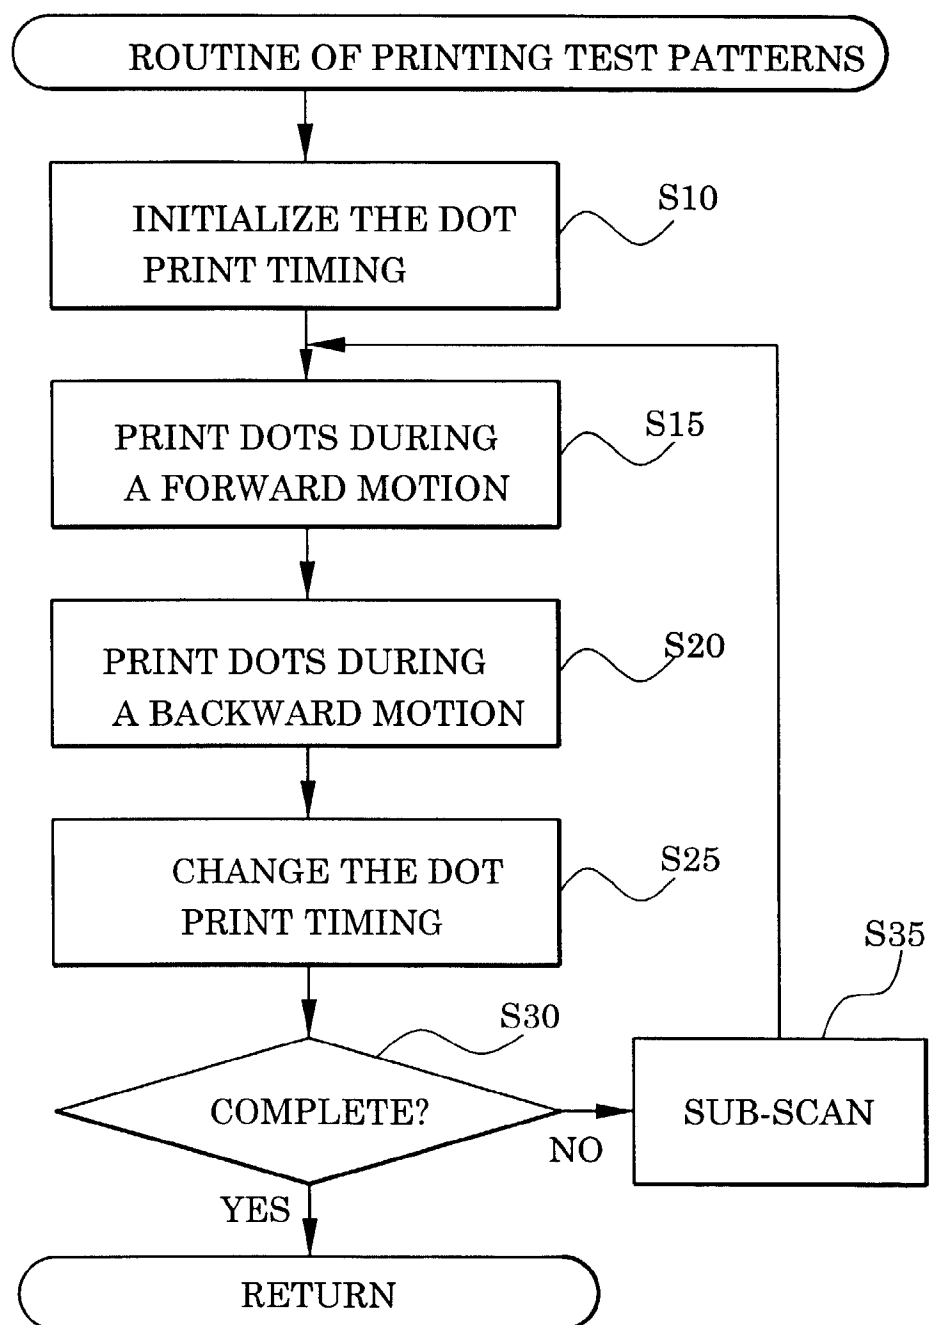 ROUTINE OF PRINTING TEST PATTERNS
INITIALIZE THE DOT
PRINT TIMING
S10
PRINT DOTS DURING
A FORWARD MOTION
S15
PRINT DOTS DURING
A BACKWARD MOTION
S20
CHANGE THE DOT
PRINT TIMING
S25
S35
S30
COMPLETE?
SUB-SCAN
NO
YES
RETURN